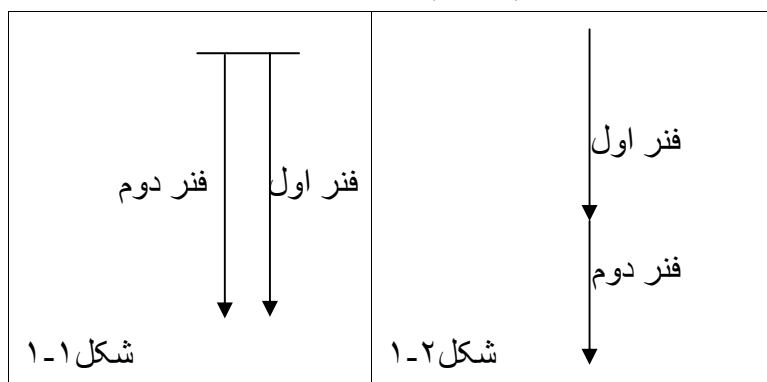 فنر اول
فنر دوم
شکل۲-۱
فنر اول
فنر دوم
شکل۱-۱